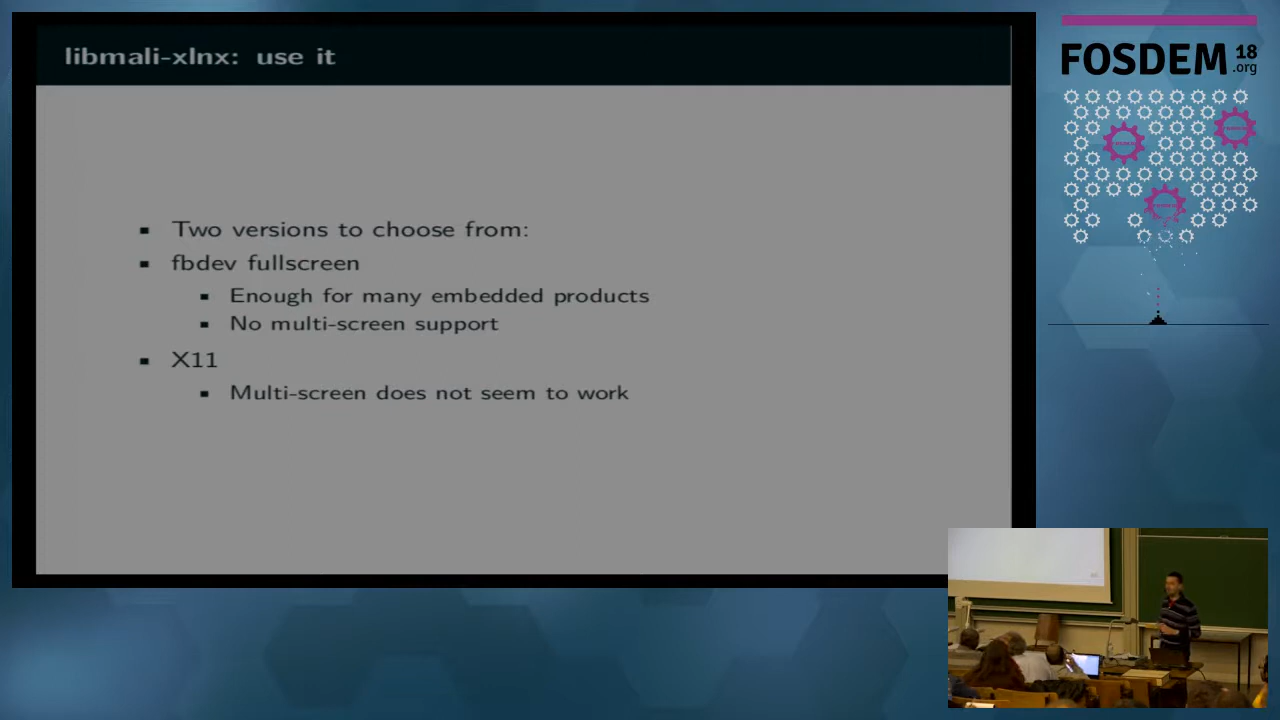 libmali-xlnx: use it
▪ Two versions to choose from:
▪ fbdev fullscreen
▪ Enough for many embedded products
▪ No multi-screen support
▪ X11
▪ Multi-screen does not seem to work
FOSDEM 18
.org